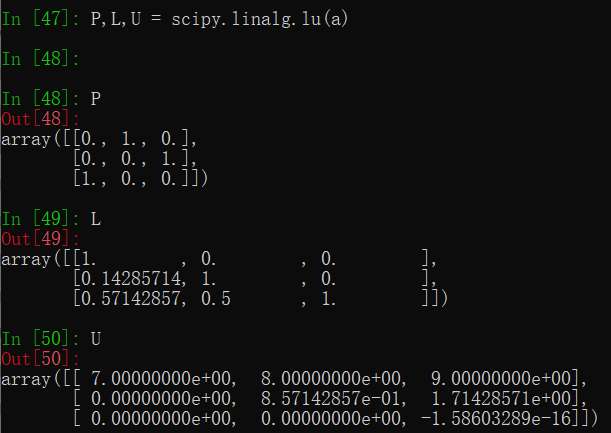 In [47]: P,L,U = scipy.linalg.lu(a)
In [48]:
In [48]: P
Out[48]:
array([[0., 1., 0.],
       [0., 0., 1.],
       [1., 0., 0.]])
In [49]: L
Out[49]:
array([[1.        , 0.        , 0.        ],
       [0.14285714, 1.        , 0.        ],
       [0.57142857, 0.5       , 1.        ]])
In [50]: U
Out[50]:
array([[ 7.00000000e+00,  8.00000000e+00,  9.00000000e+00],
       [ 0.00000000e+00,  8.57142857e-01,  1.71428571e+00],
       [ 0.00000000e+00,  0.00000000e+00, -1.58603289e-16]])